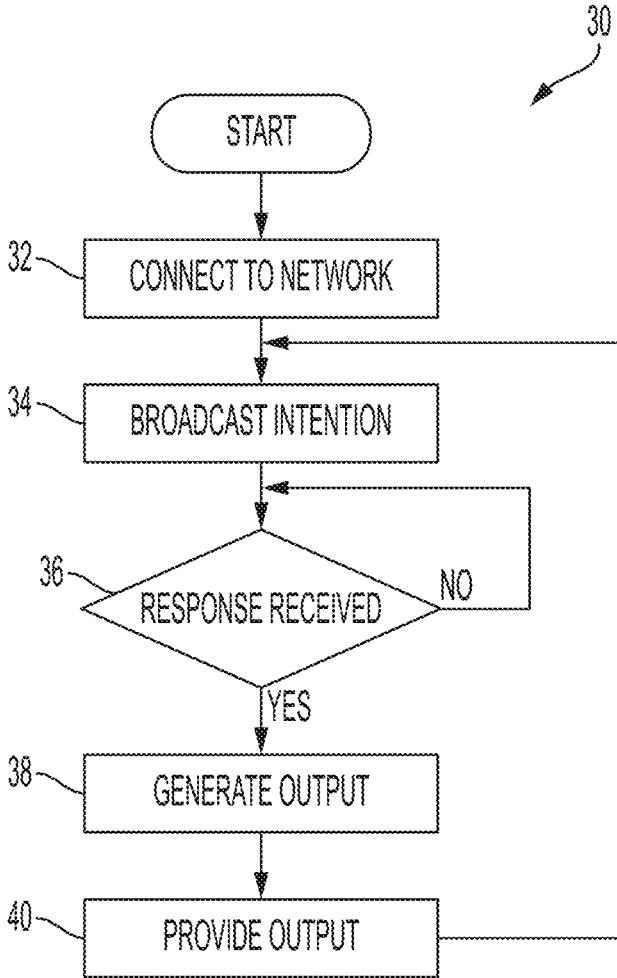 30
START
32
CONNECT TO NETWORK
34
BROADCAST INTENTION
36
RESPONSE RECEIVED
NO
YES
38
GENERATE OUTPUT
40
PROVIDE OUTPUT